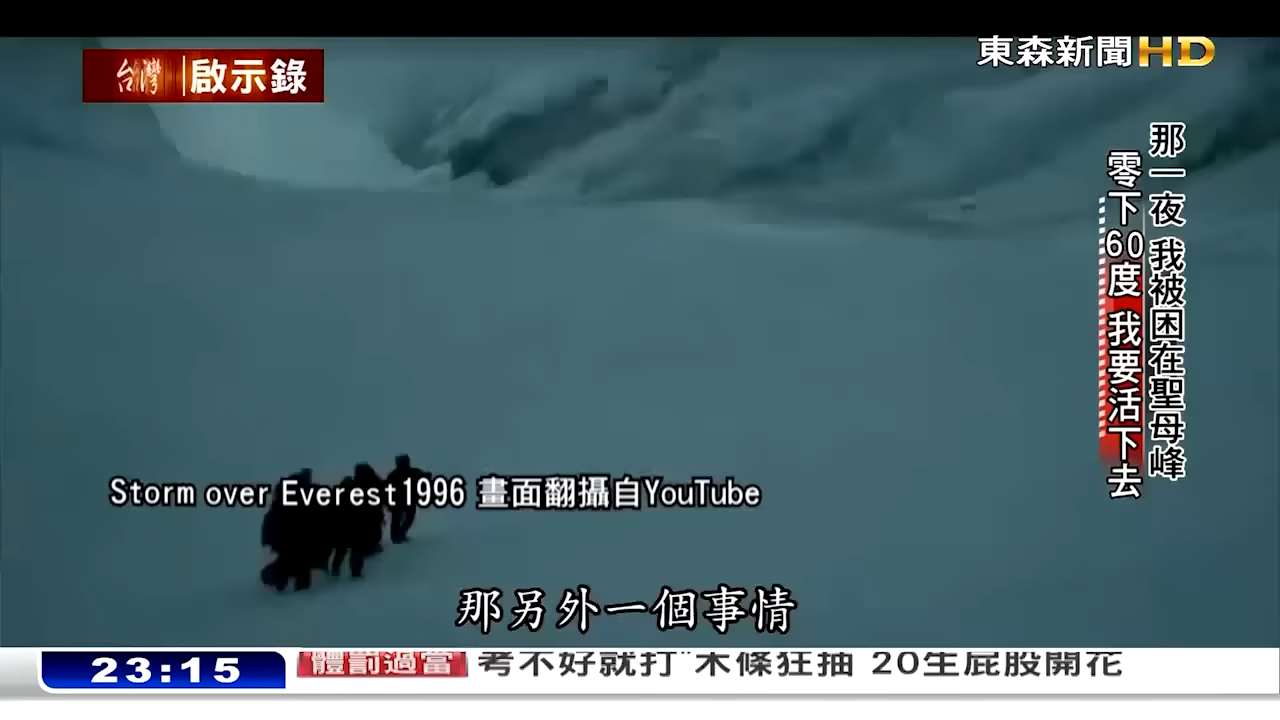 東森新聞HD
台灣 啟示錄
那一夜 我被困在聖母峰
零下60度 我要活下去
Storm over Everest1996 畫面翻攝自YouTube
那另外一個事情
23:15
體罰過當 考不好就打"木條狂抽 20生屁股開花